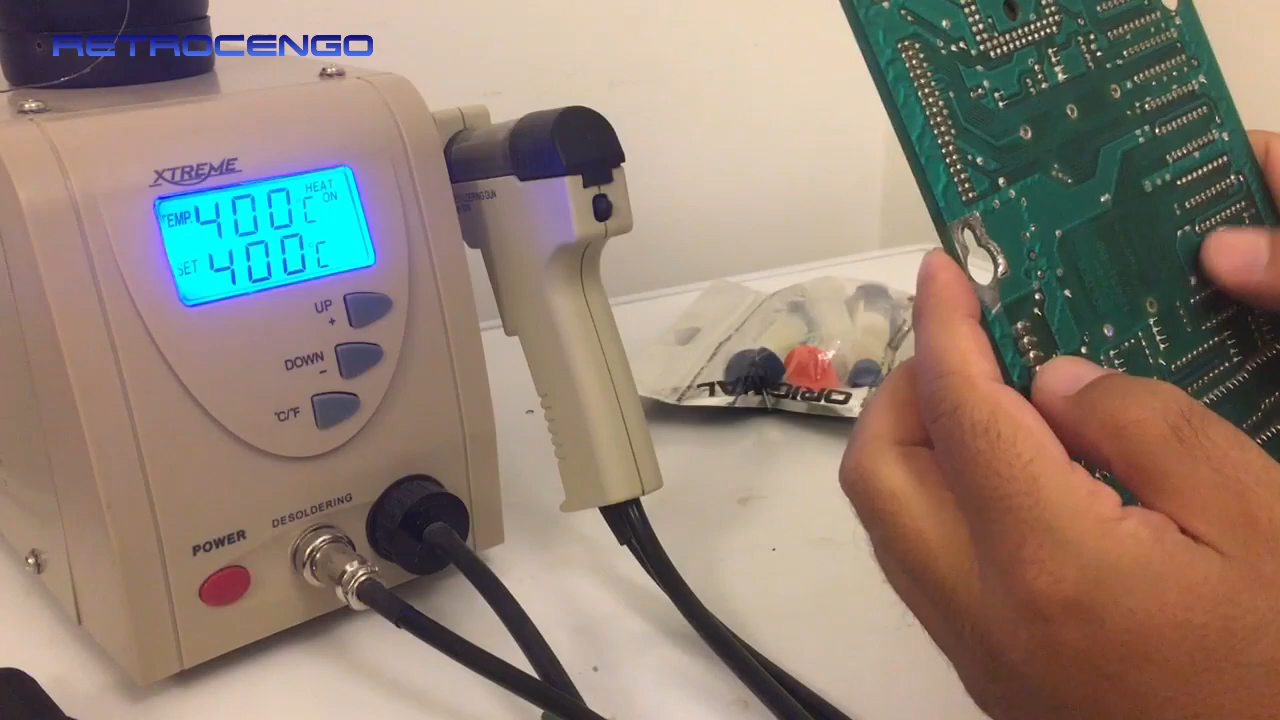 RETROCENGO
XTREME
TEMP. 400°C HEAT ON
SET 400°C
UP
+
DOWN
-
°C/°F
DESOLDERING
POWER
ORIGINAL